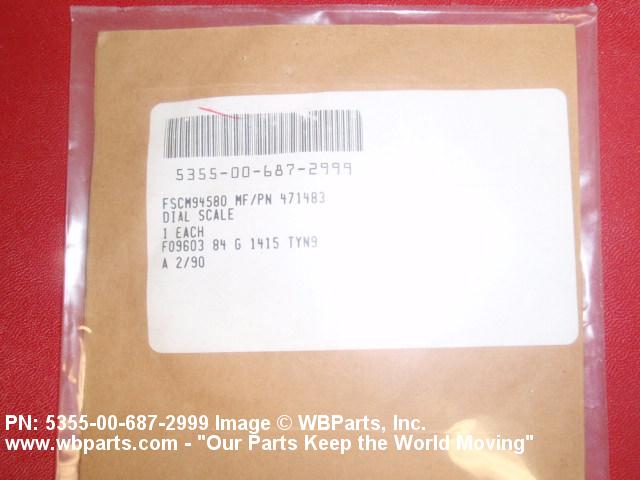 5355-00-687-2999
FSCM94580 MF/PN 471483
DIAL SCALE
1 EACH
F09603 84 G 1415 TYN9
A 2/90
PN: 5355-00-687-2999 Image © WBParts, Inc.
www.wbparts.com - "Our Parts Keep the World Moving"